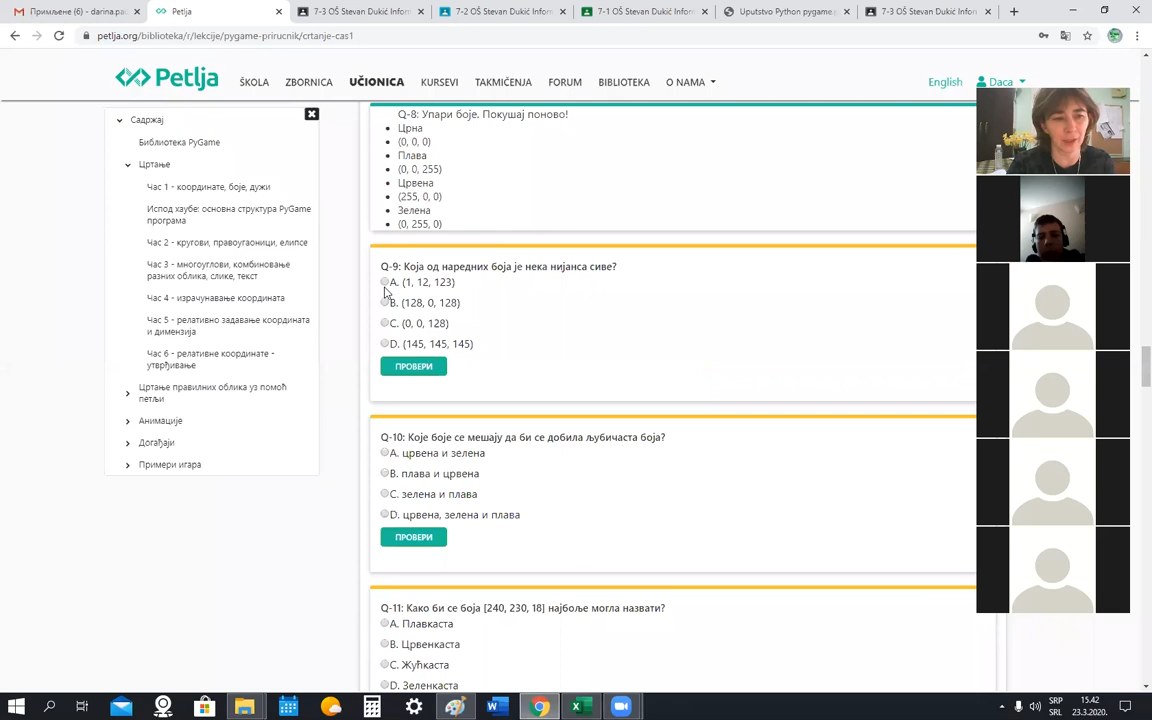 Примљене (6) - darina.pal
Petlja
7-3 OŠ Stevan Dukić Infor
7-2 OŠ Stevan Dukić Infor
7-1 OŠ Stevan Dukić Infor
Uputstvo Python pygame.p
7-3 OŠ Stevan Dukić Infor
petlja.org/biblioteka/r/lekcije/pygame-prirucnik/crtanje-cas1
Petlja
ŠKOLA
ZBORNICA
UČIONICA
KURSEVI
TAKMIČENJA
FORUM
BIBLIOTEKA
O NAMA
English
Daca
Садржај
Библиотека PyGame
Цртање
Час 1 - координате, боје, дужи
Испод хаубе: основна структура PyGame
програма
Час 2 - кругови, правоугаоници, елипсе
Час 3 - многоуглови, комбиновање
разних облика, слике, текст
Час 4 - израчунавање координата
Час 5 - релативно задавање координата
и димензија
Час 6 - релативне координате -
утврђивање
Цртање правилних облика уз помоћ
петљи
Анимације
Догађаји
Примери игара
Q-8: Упари боје. Покушај поново!
Црна
(0, 0, 0)
Плава
(0, 0, 255)
Црвена
(255, 0, 0)
Зелена
(0, 255, 0)
Q-9: Која од наредних боја је нека нијанса сиве?
A. (1, 12, 123)
B. (128, 0, 128)
C. (0, 0, 128)
D. (145, 145, 145)
ПРОВЕРИ
Q-10: Које боје се мешају да би се добила љубичаста боја?
A. црвена и зелена
B. плава и црвена
C. зелена и плава
D. црвена, зелена и плава
ПРОВЕРИ
Q-11: Како би се боја [240, 230, 18] најбоље могла назвати?
A. Плавкаста
B. Црвенкаста
C. Жућкаста
D. Зеленкаста
SRP
SRL
15.42
23.3.2020.